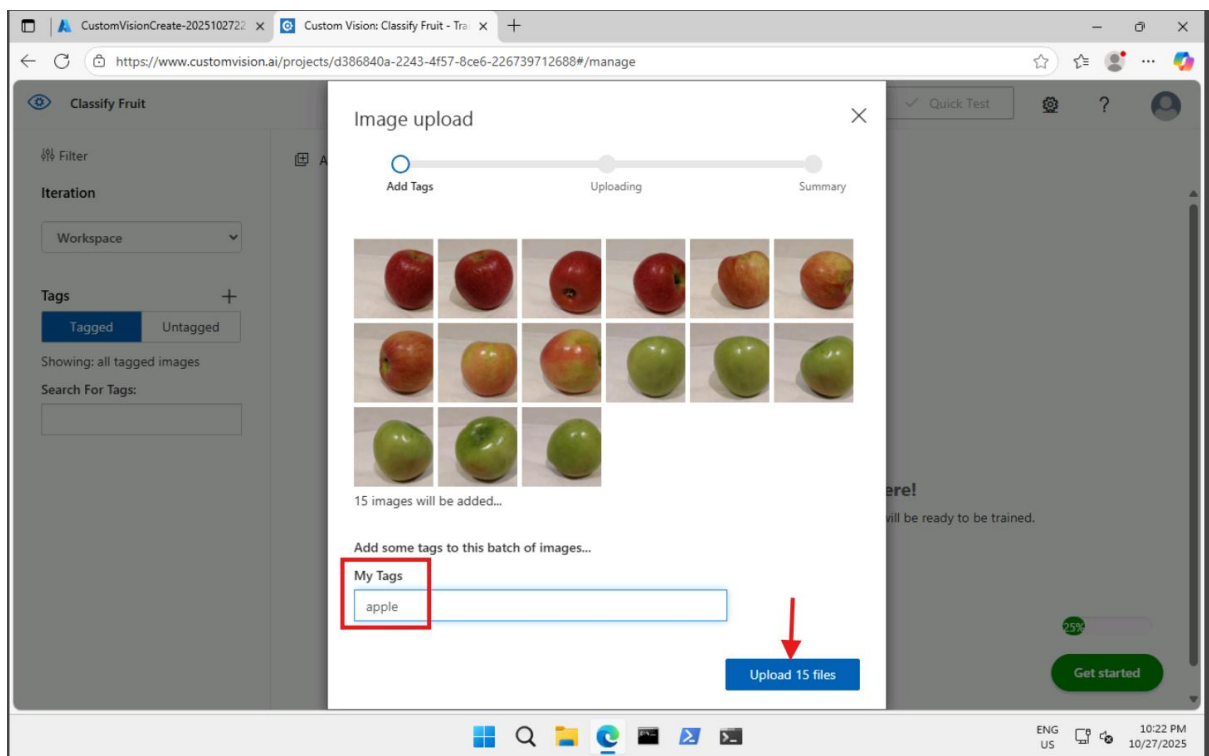 CustomVisionCreate-2025102722
Custom Vision: Classify Fruit - Trai
https://www.customvision.ai/projects/d386840a-2243-4f57-8ce6-226739712688#/manage
Classify Fruit
Quick Test
?
Image upload
Add Tags
Uploading
Summary
Filter
A
Iteration
Workspace
Tags
Tagged
Untagged
Showing: all tagged images
Search For Tags:
15 images will be added...
ere!
will be ready to be trained.
Add some tags to this batch of images...
My Tags
apple
25%
Upload 15 files
Get started
ENG
US
10:22 PM
10/27/2025